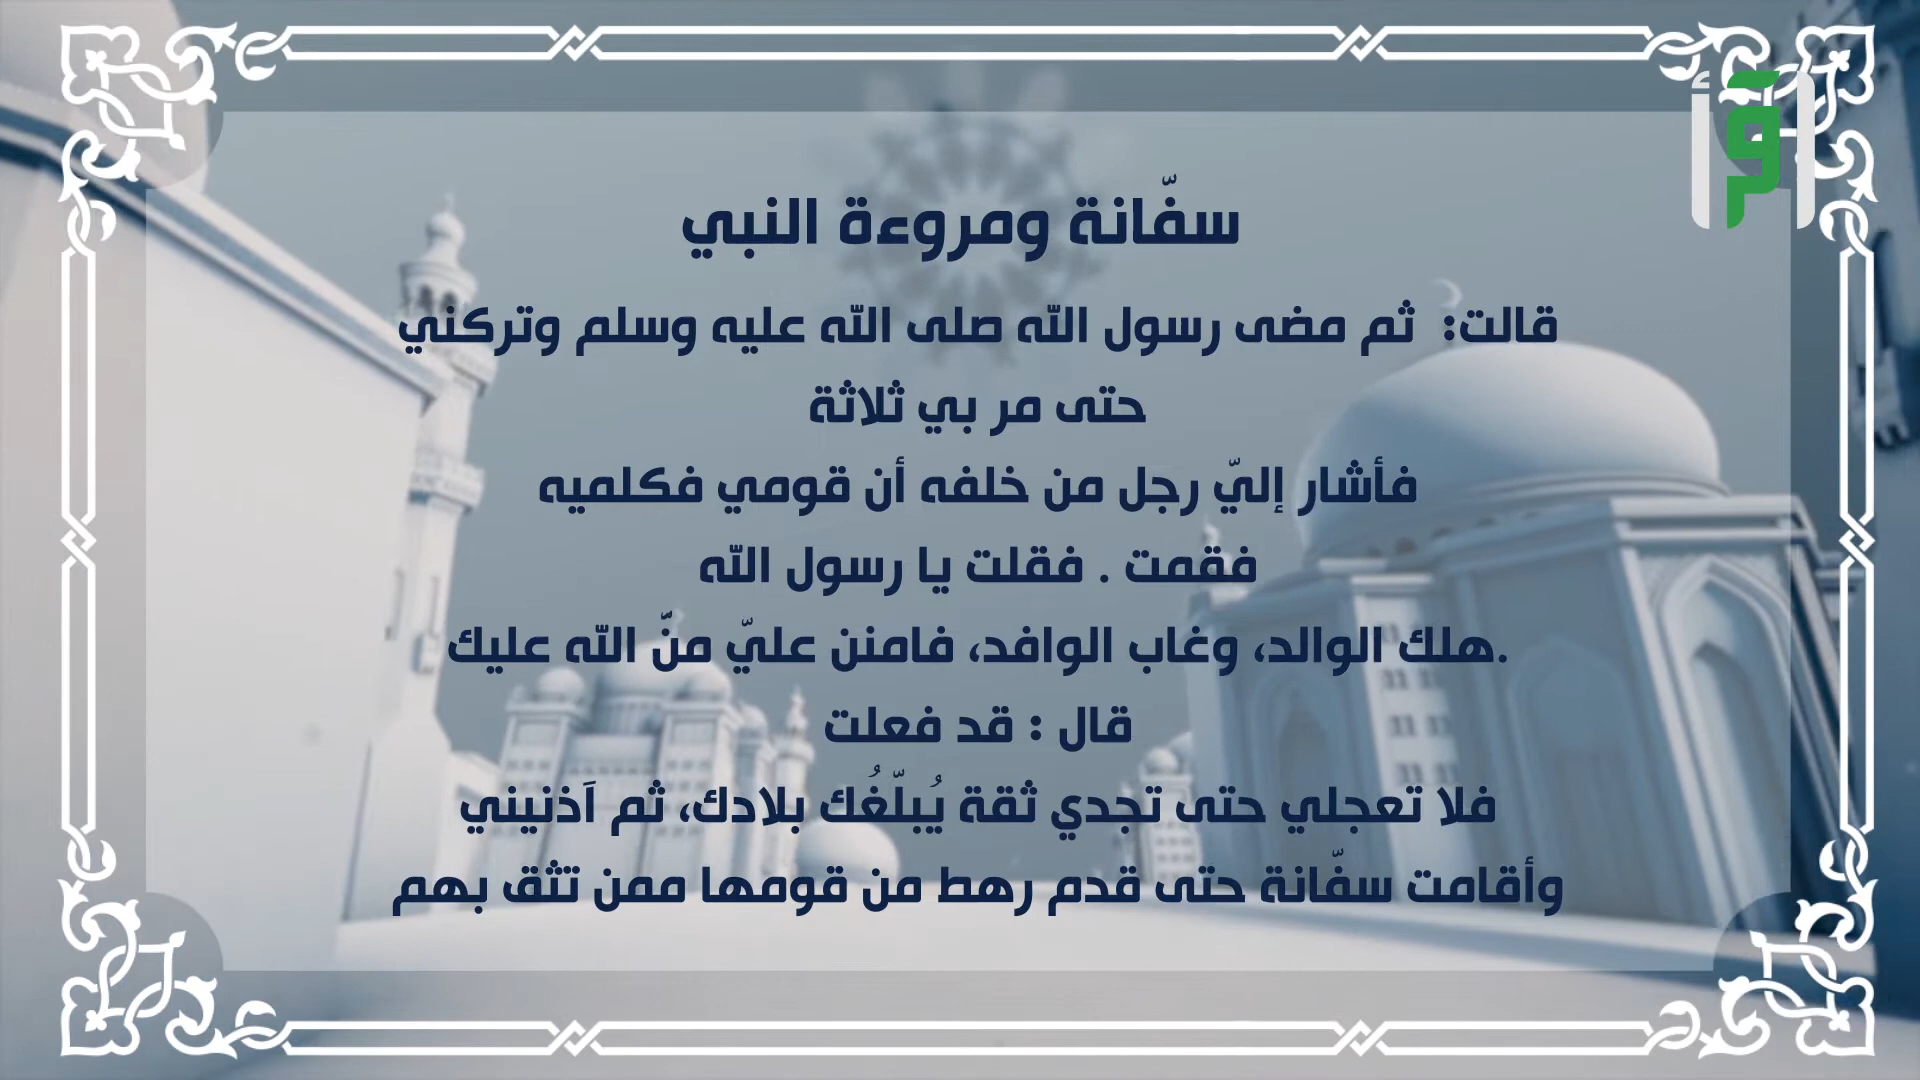 اقرأ
سفّانة ومروءة النبي
قالت: ثم مضى رسول الله صلى الله عليه وسلم وتركني
حتى مر بي ثلاثة
فأشار إليّ رجل من خلفه أن قومي فكلميه
فقمت . فقلت يا رسول الله
هلك الوالد، وغاب الوافد، فامنن عليّ منّ الله عليك.
قال : قد فعلت
فلا تعجلي حتى تجدي ثقة يُبلّغُك بلادك، ثم آذنيني
وأقامت سفّانة حتى قدم رهط من قومها ممن تثق بهم